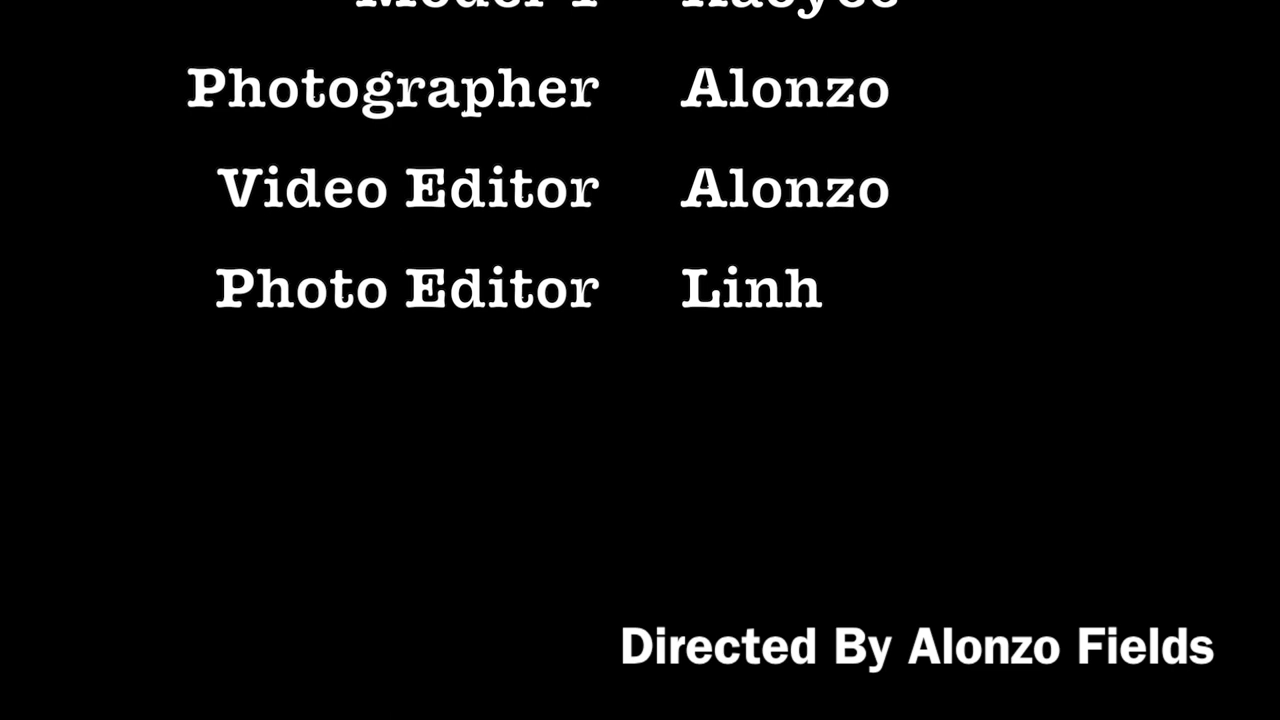 Photographer Alonzo
Video Editor Alonzo
Photo Editor Linh
Directed By Alonzo Fields